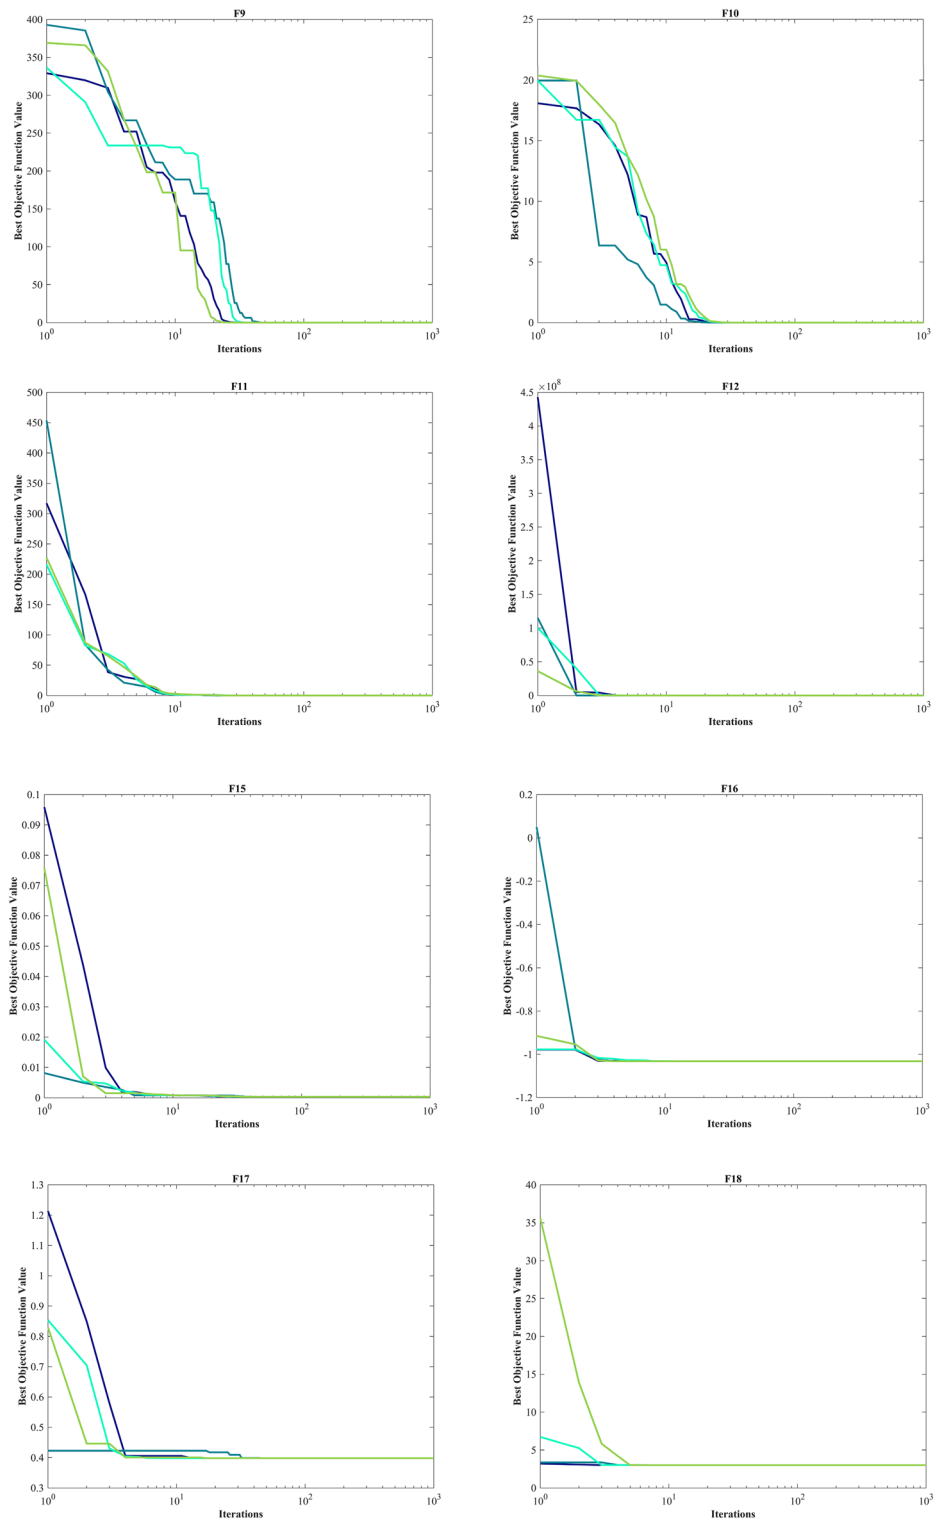 F9
Best Objective Function Value
400
350
300
250
200
150
100
50
0
10^0 10^1 10^2 10^3
Iterations
F10
Best Objective Function Value
25
20
15
10
5
0
10^0 10^1 10^2 10^3
Iterations
F11
Best Objective Function Value
500
450
400
350
300
250
200
150
100
50
0
10^0 10^1 10^2 10^3
Iterations
F12
×10^8
Best Objective Function Value
4.5
4
3.5
3
2.5
2
1.5
1
0.5
0
10^0 10^1 10^2 10^3
Iterations
F15
Best Objective Function Value
0.1
0.09
0.08
0.07
0.06
0.05
0.04
0.03
0.02
0.01
0
10^0 10^1 10^2 10^3
Iterations
F16
Best Objective Function Value
0.2
0
-0.2
-0.4
-0.6
-0.8
-1
-1.2
10^0 10^1 10^2 10^3
Iterations
F17
Best Objective Function Value
1.3
1.2
1.1
1
0.9
0.8
0.7
0.6
0.5
0.4
0.3
10^0 10^1 10^2 10^3
Iterations
F18
Best Objective Function Value
40
35
30
25
20
15
10
5
0
10^0 10^1 10^2 10^3
Iterations